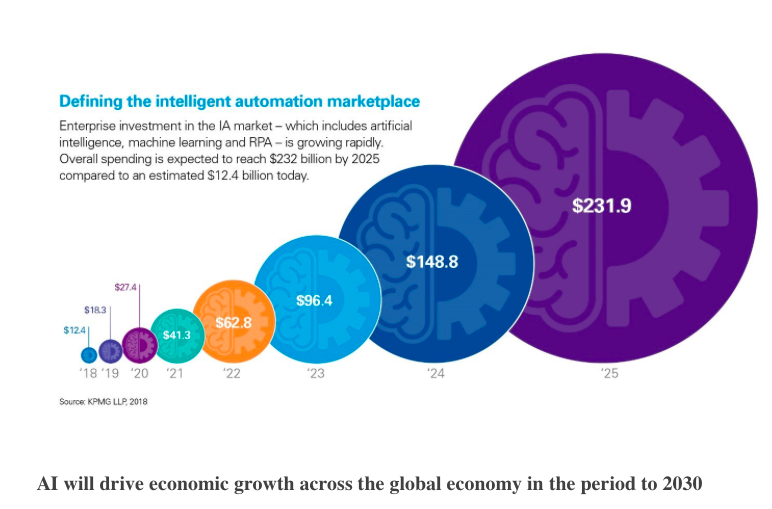 Defining the intelligent automation marketplace
Enterprise investment in the IA market – which includes artificial
intelligence, machine learning and RPA – is growing rapidly.
Overall spending is expected to reach $232 billion by 2025
compared to an estimated $12.4 billion today.
$231.9
$148.8
$96.4
$62.8
$41.3
$27.4
$18.3
$12.4
'18 '19 '20 '21 '22 '23 '24 '25
Source: KPMG LLP, 2018
AI will drive economic growth across the global economy in the period to 2030